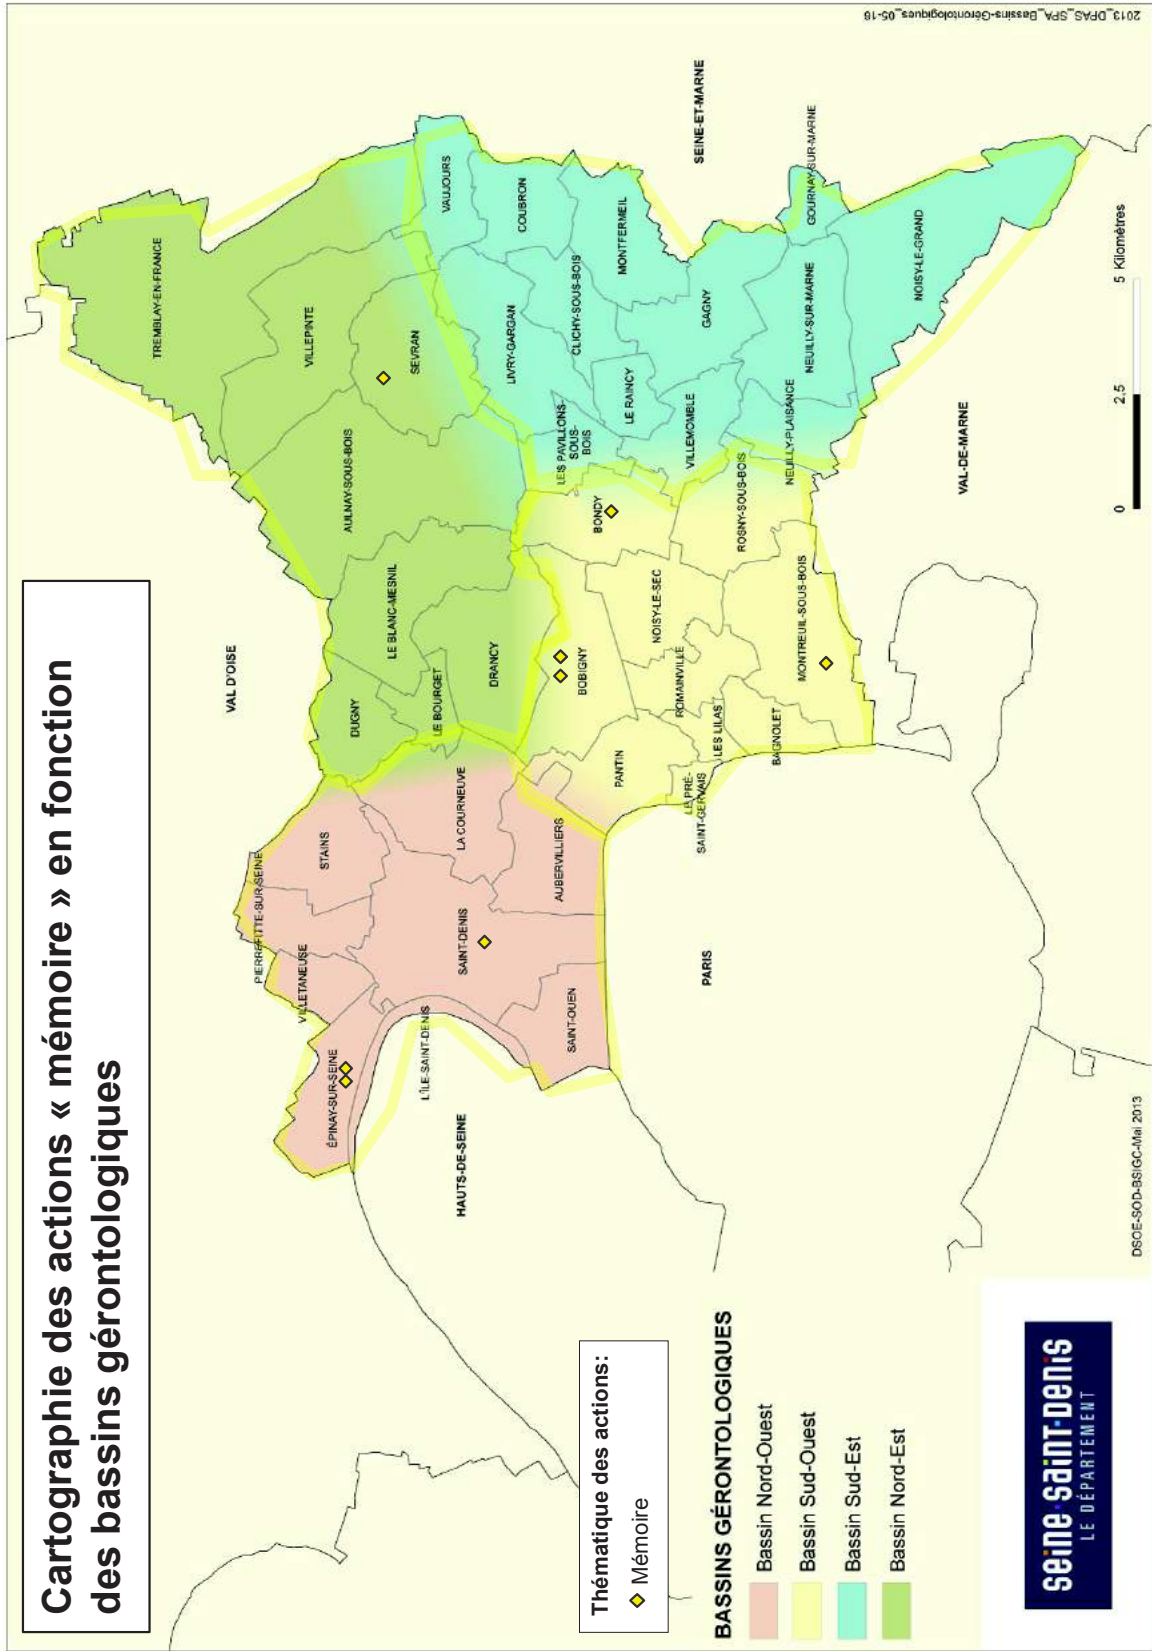 Cartographie des actions « mémoire » en fonction
des bassins gérontologiques
VAL D'OISE
TREMBLAY-EN-FRANCE
VILLEPINTE
SEVRAN
AULNAY-SOUS-BOIS
LE BLANC-MESNIL
DUGNY
LE BOURGET
DRANCY
PIERREFITTE-SUR-SEINE
VILLETANEUSE
STAINS
ÉPINAY-SUR-SEINE
L'ÎLE-SAINT-DENIS
SAINT-DENIS
LA COURNEUVE
AUBERVILLIERS
SAINT-OUEN
HAUTS-DE-SEINE
PARIS
VAUJOURS
COUBRON
LIVRY-GARGAN
CLICHY-SOUS-BOIS
MONTFERMEIL
LES PAVILLONS-
SOUS-
BOIS
LE RAINCY
GAGNY
VILLEMOMBLE
NEUILLY-PLAISANCE
NEUILLY-SUR-MARNE
GOURNAY-SUR-MARNE
NOISY-LE-GRAND
SEINE-ET-MARNE
BONDY
BOBIGNY
NOISY-LE-SEC
ROSNY-SOUS-BOIS
ROMAINVILLE
PANTIN
LE PRÉ-
SAINT-GERVAIS
LES LILAS
BAGNOLET
MONTREUIL-SOUS-BOIS
VAL-DE-MARNE
0 2,5 5 Kilomètres
Thématique des actions:
Mémoire
BASSINS GÉRONTOLOGIQUES
Bassin Nord-Ouest
Bassin Sud-Ouest
Bassin Sud-Est
Bassin Nord-Est
seine-saint-denis
LE DÉPARTEMENT
DSOE-SOD-BSIGC-Mai 2013
2013_DPAS_SPA_Bassins-Gérontologiques_05-16